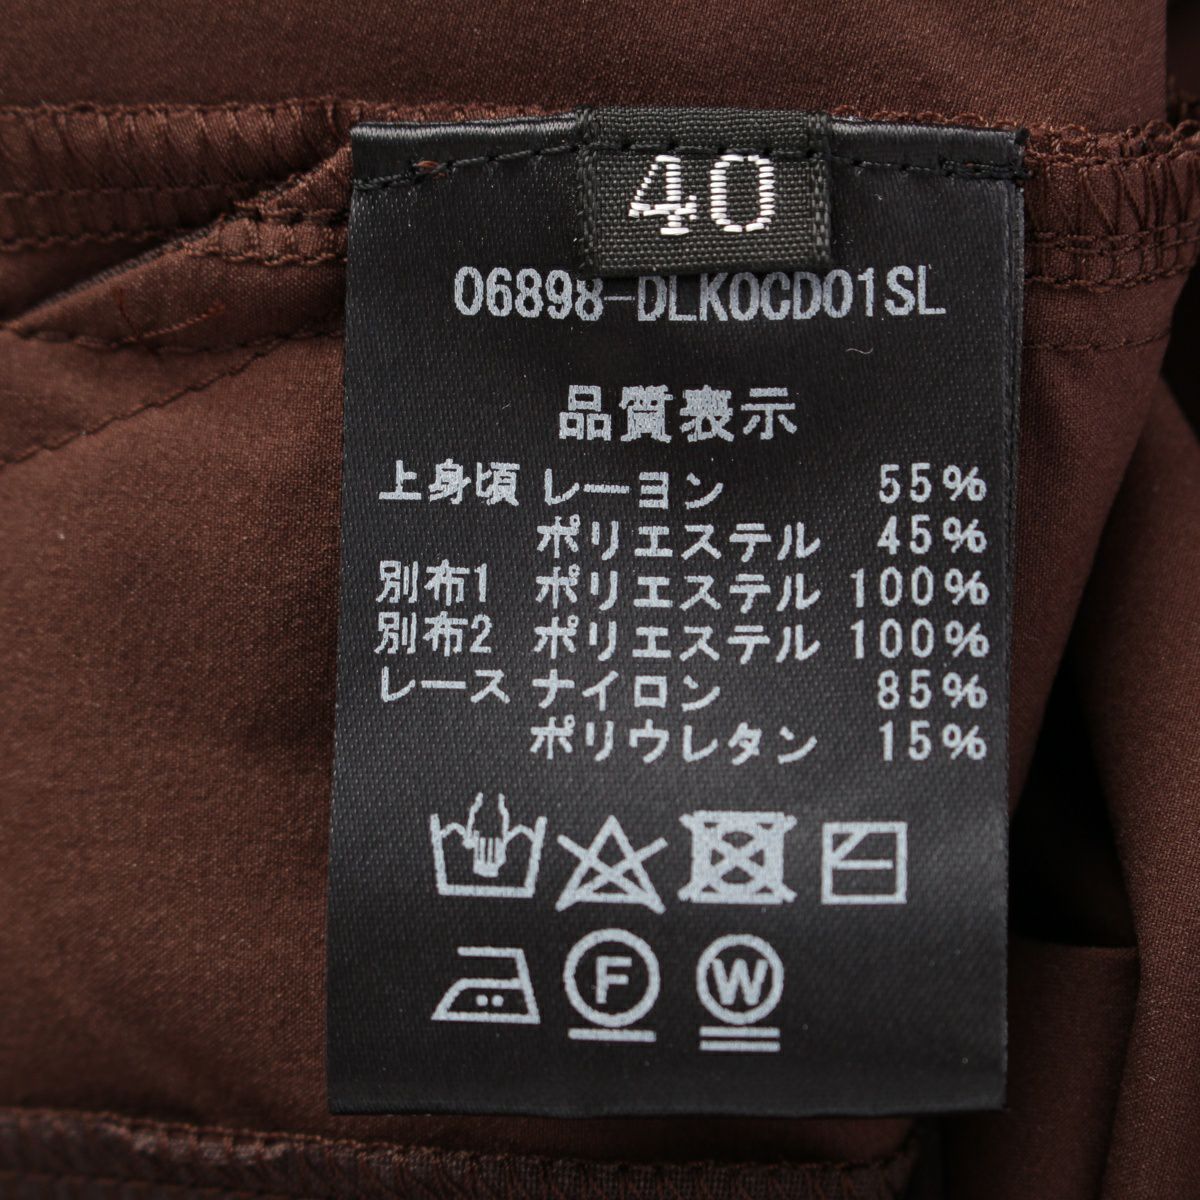 40
06898-DLK0CD01SL
品質表示
上身頃 レーヨン 55%
ポリエステル 45%
別布1 ポリエステル 100%
別布2 ポリエステル 100%
レース ナイロン 85%
ポリウレタン 15%
F W